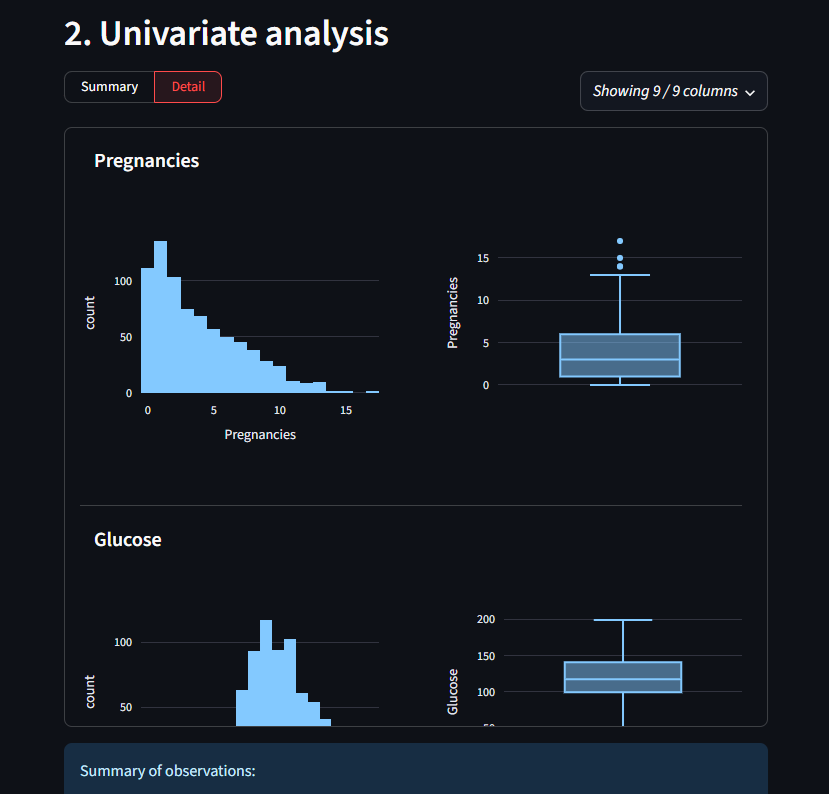 2. Univariate analysis
Summary
Detail
Showing 9 / 9 columns
Pregnancies
count
100
50
0
0
5
10
15
Pregnancies
Pregnancies
15
10
5
0
Glucose
count
100
50
Glucose
200
150
100
50
Summary of observations: